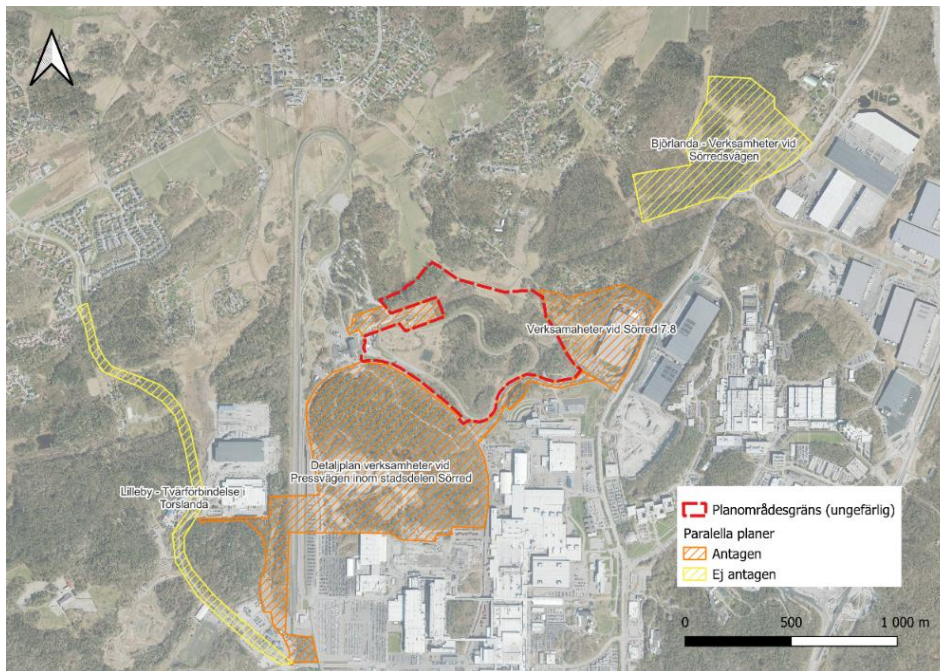 Björlanda - Verksamheter vid
Sörredsvägen
Verksamaheter vid Sörred 7:8
Detaljplan verksamheter vid
Pressvägen inom stadsdelen Sörred
Lilleby - Tvärförbindelse i
Torslanda
Planområdesgräns (ungefärlig)
Paralella planer
Antagen
Ej antagen
0 500 1 000 m